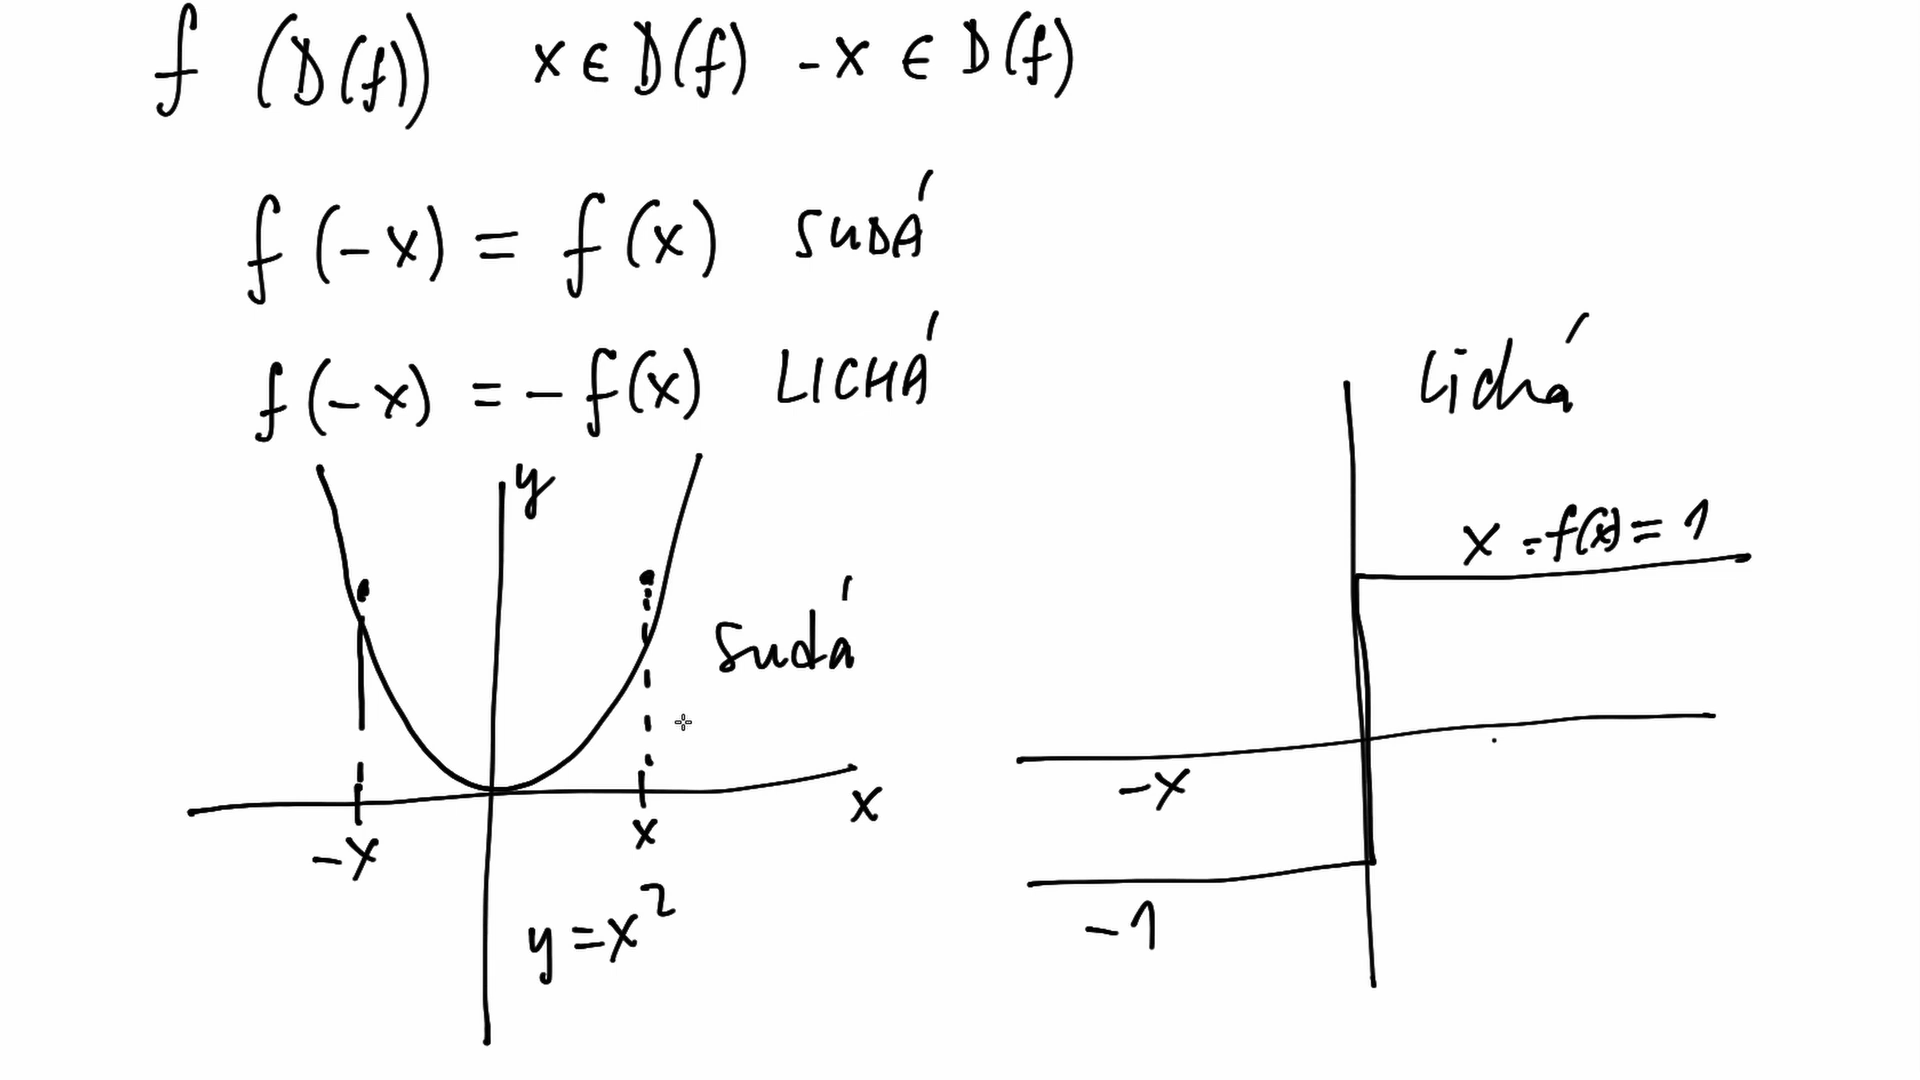 f (D(f)) x ∈ D(f) -x ∈ D(f)
f(-x) = f(x) SUDÁ
f(-x) = -f(x) LICHÁ
lichá
y
x = f(x) = 1
sudá
-x
x
x
-x
y = x²
-1